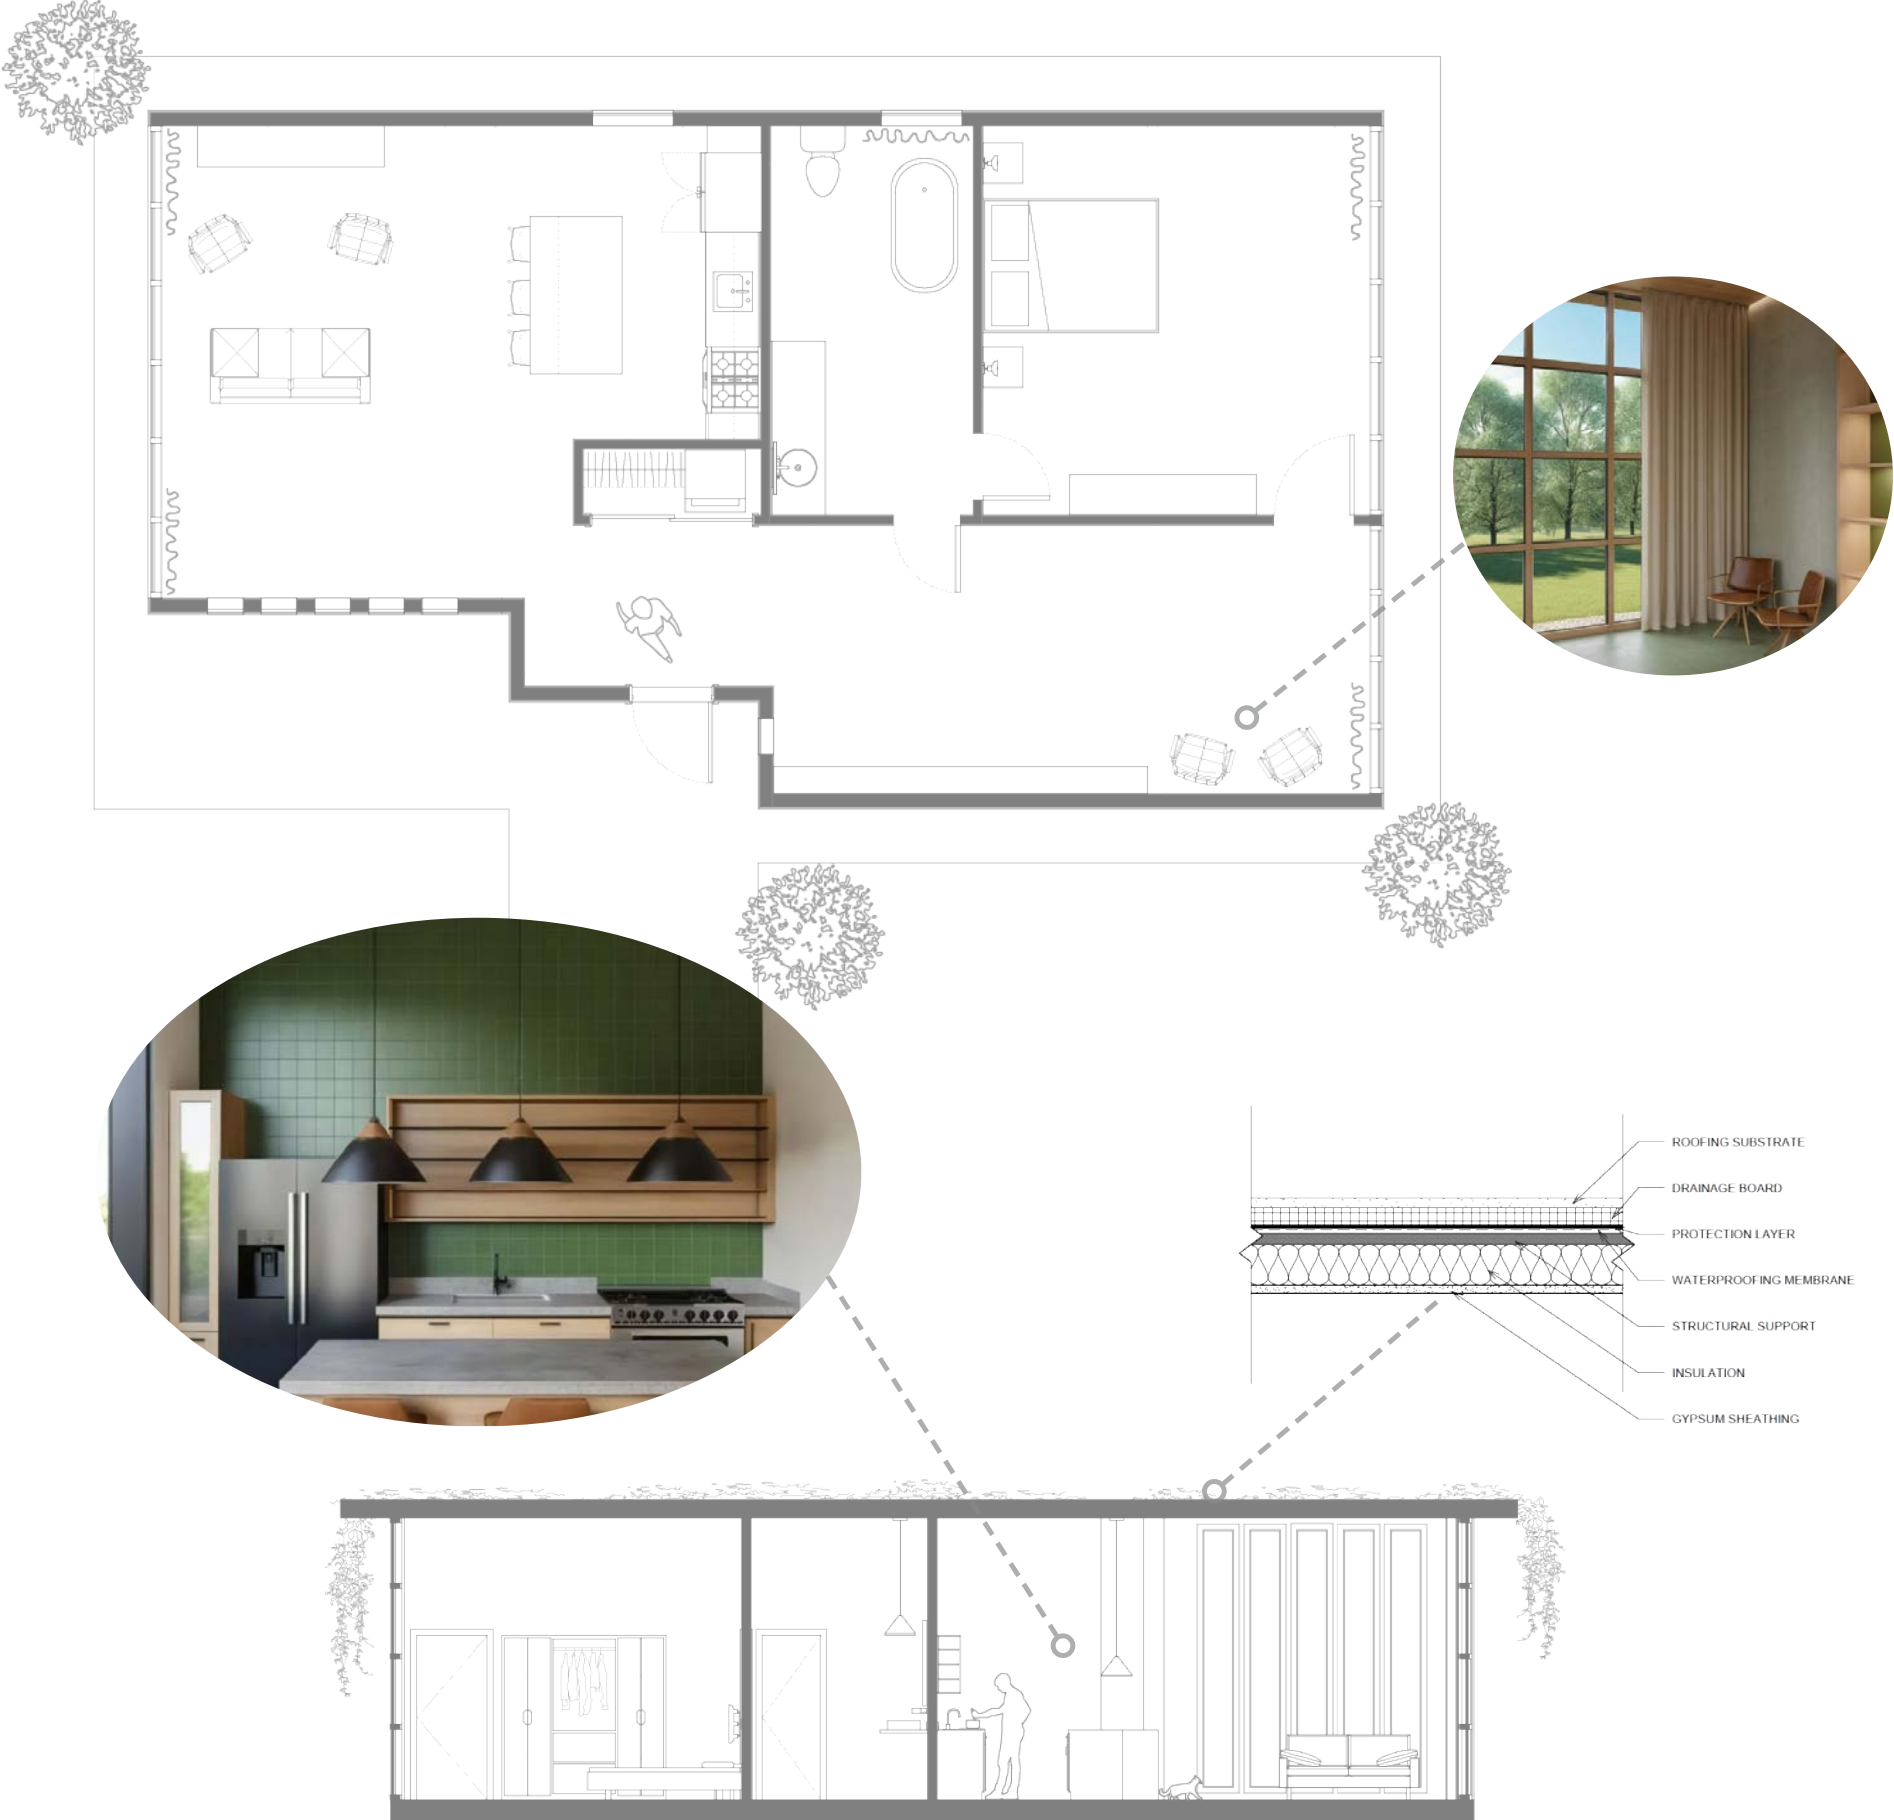 ROOFING SUBSTRATE
DRAINAGE BOARD
PROTECTION LAYER
WATERPROOFING MEMBRANE
STRUCTURAL SUPPORT
INSULATION
GYPSUM SHEATHING